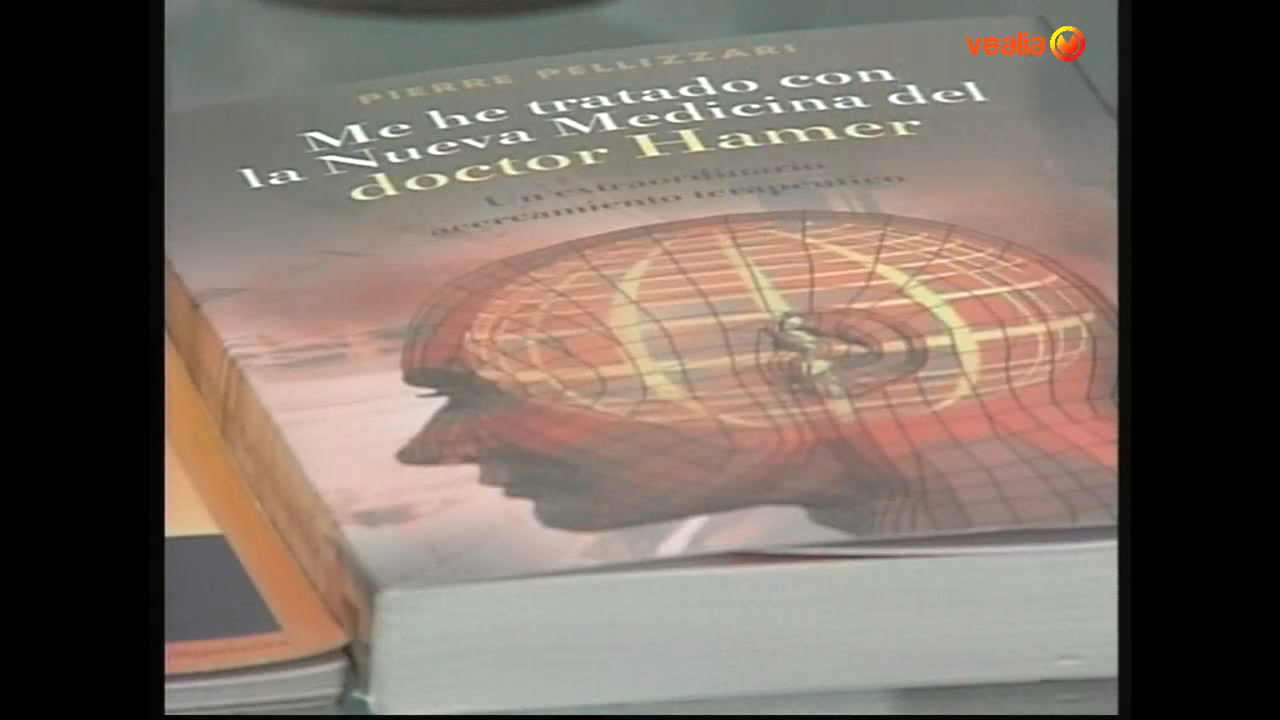 vealia
PIERRE PELLIZZARI
Me he tratado con
la Nueva Medicina del
doctor Hamer
Un extraordinario
acercamiento terapéutico